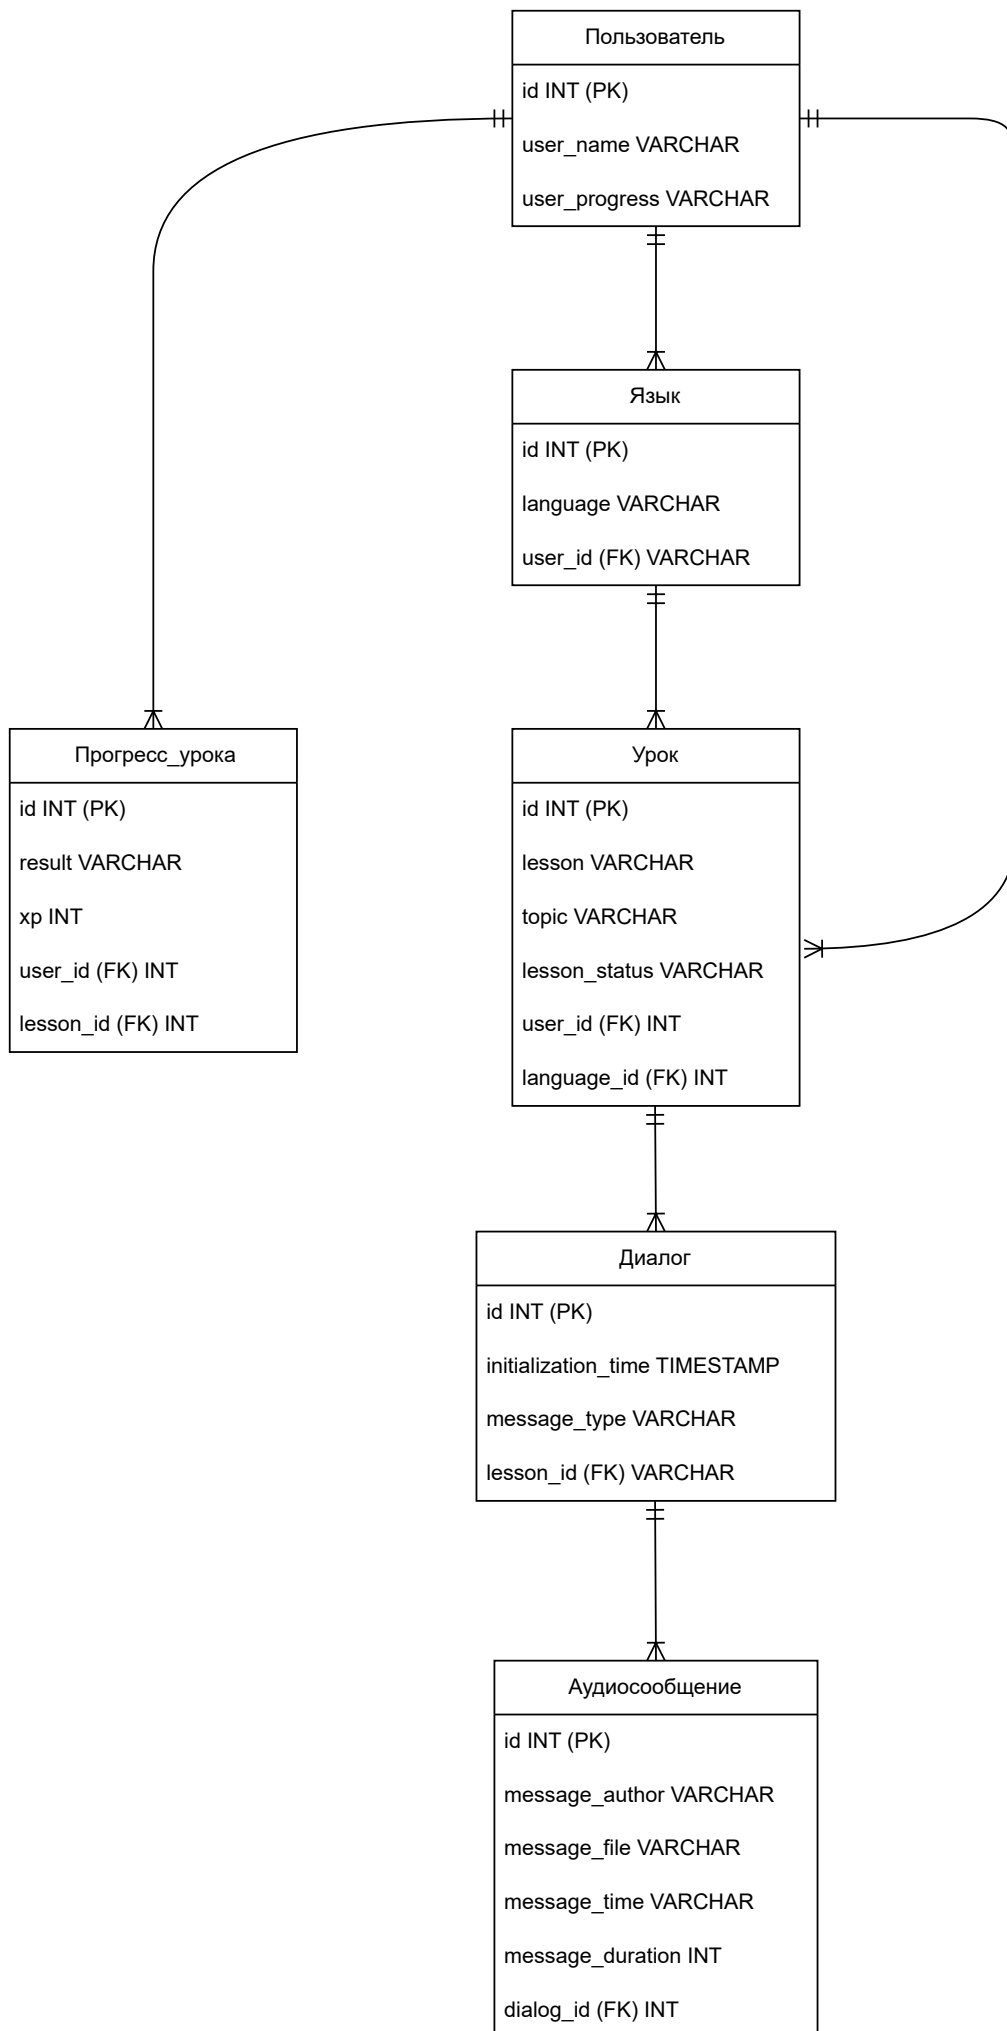 Пользователь
id INT (PK)
user_name VARCHAR
user_progress VARCHAR
Язык
id INT (PK)
language VARCHAR
user_id (FK) VARCHAR
Прогресс_урока
id INT (PK)
result VARCHAR
xp INT
user_id (FK) INT
lesson_id (FK) INT
Урок
id INT (PK)
lesson VARCHAR
topic VARCHAR
lesson_status VARCHAR
user_id (FK) INT
language_id (FK) INT
Диалог
id INT (PK)
initialization_time TIMESTAMP
message_type VARCHAR
lesson_id (FK) VARCHAR
Аудиосообщение
id INT (PK)
message_author VARCHAR
message_file VARCHAR
message_time VARCHAR
message_duration INT
dialog_id (FK) INT